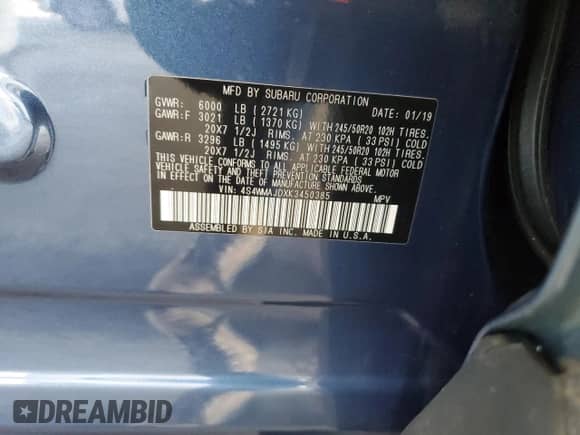 MFD BY SUBARU CORPORATION
GVWR: 6000 LB ( 2721 KG) DATE: 01/19
GAWR:F 3021 LB ( 1370 KG) WITH 245/50R20 102H TIRES.
20X7 1/2J RIMS. AT 230 KPA ( 33 PSI) COLD
GAWR:R 3296 LB ( 1495 KG) WITH 245/50R20 102H TIRES.
20X7 1/2J RIMS. AT 230 KPA ( 33 PSI) COLD
THIS VEHICLE CONFORMS TO ALL APPLICABLE FEDERAL MOTOR
VEHICLE SAFETY AND THEFT PREVENTION STANDARDS
IN EFFECT ON THE DATE OF MANUFACTURE SHOWN ABOVE.
VIN: 4S4WMAJDXK3450385 MPV
ASSEMBLED BY SIA INC. MADE IN U.S.A.
DREAMBID